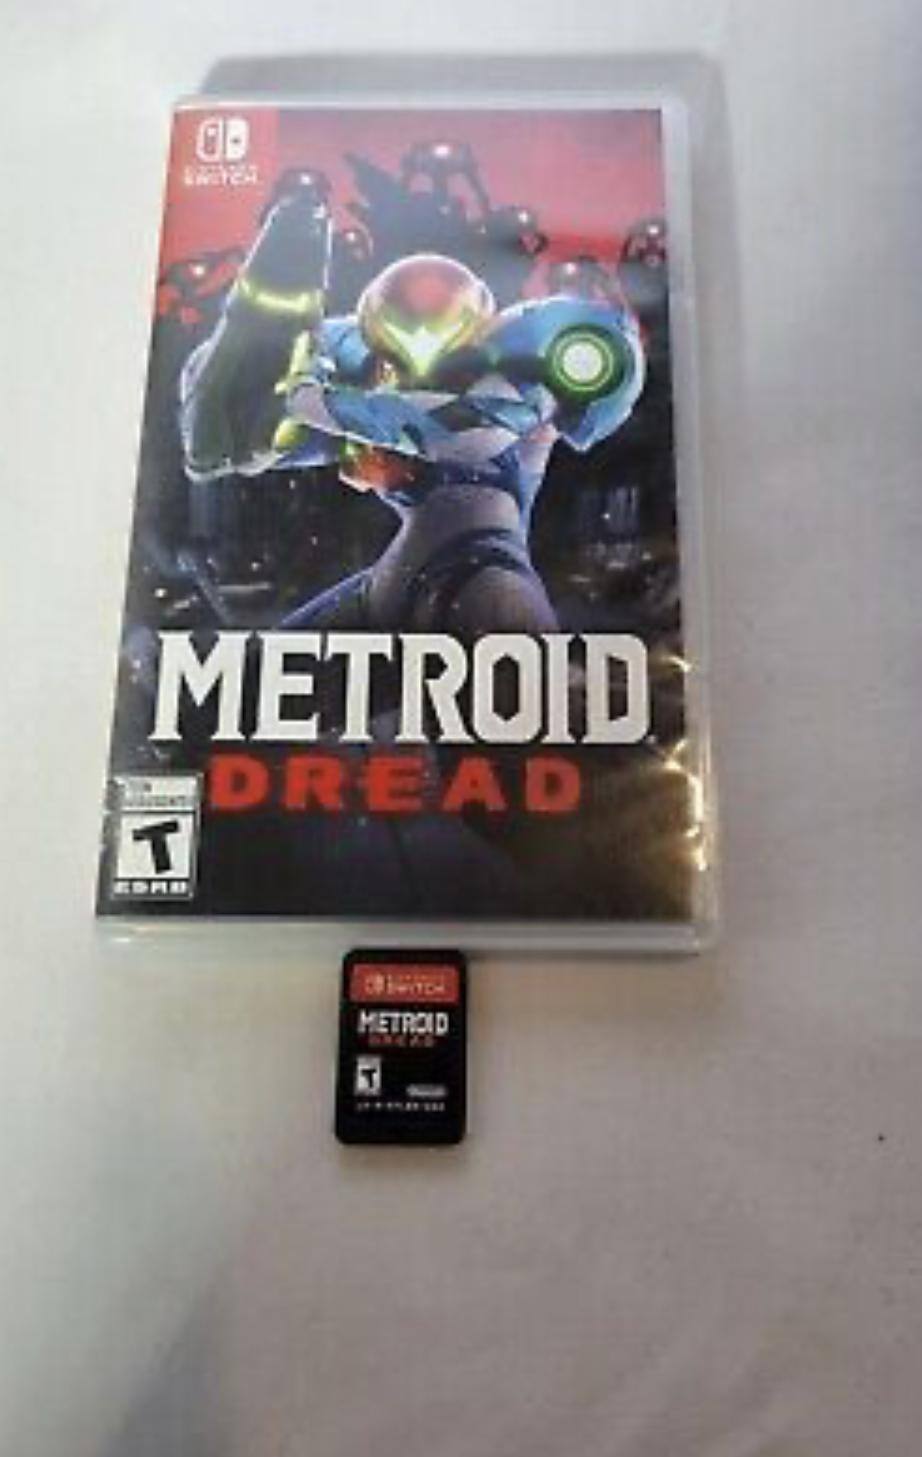 SWITCH
METROID
DREAD
T
ESRB
SWITCH
METROID
DREAD
T